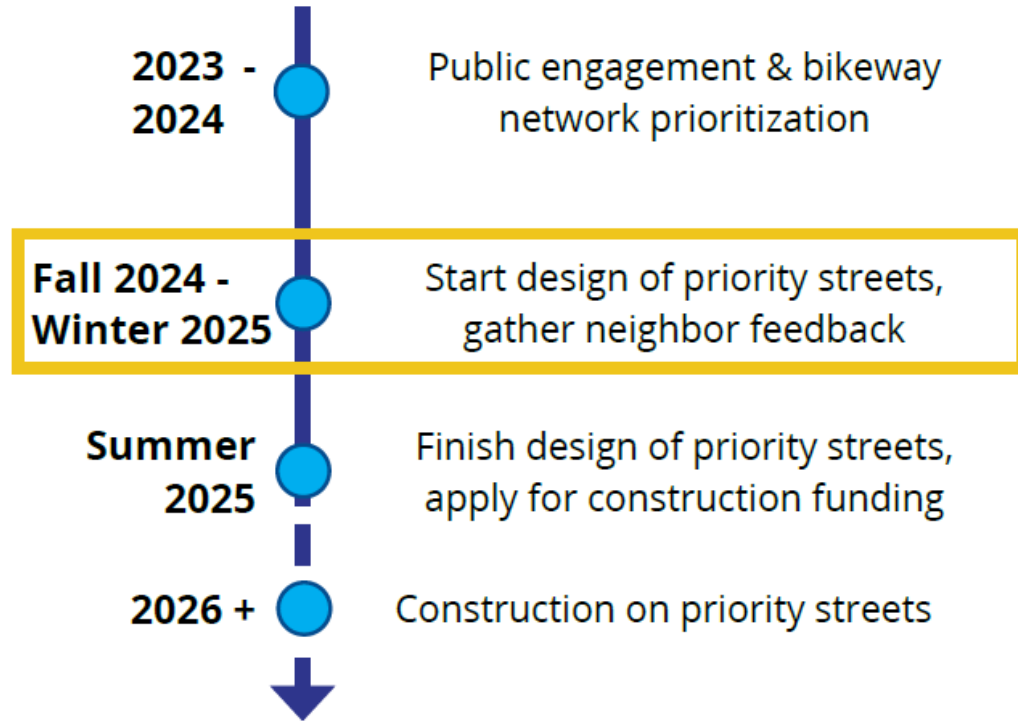 2023 -
2024
Public engagement & bikeway
network prioritization
Fall 2024 -
Winter 2025
Start design of priority streets,
gather neighbor feedback
Summer
2025
Finish design of priority streets,
apply for construction funding
2026 +
Construction on priority streets